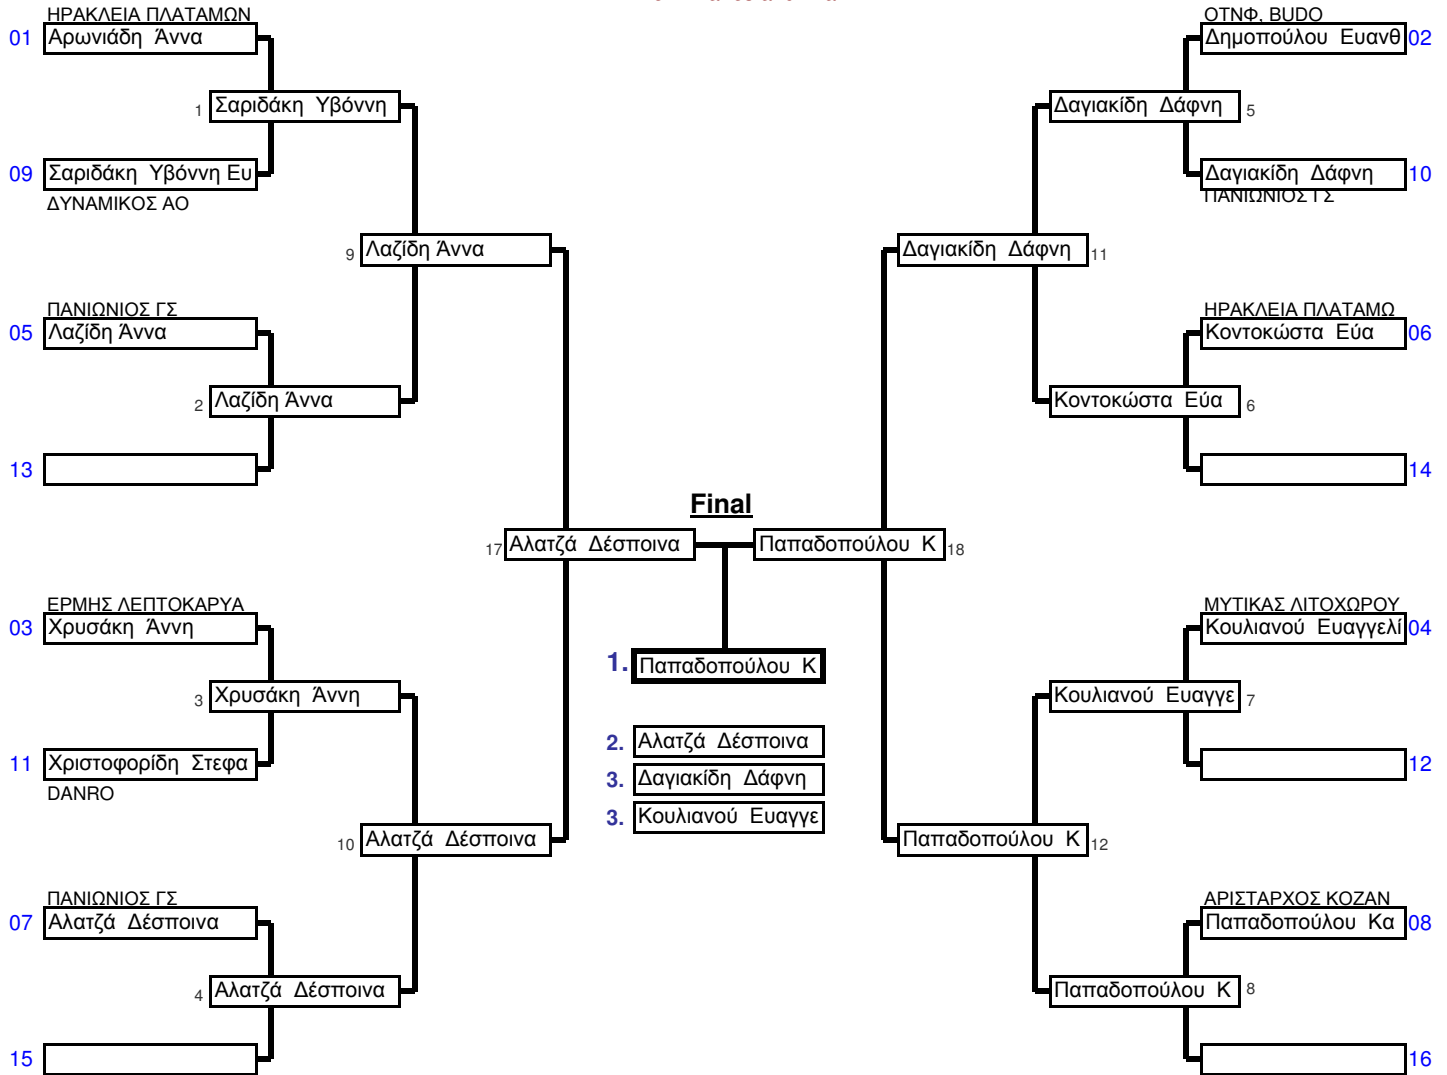 ΗΡΑΚΛΕΙΑ ΠΛΑΤΑΜΩΝ
01 Αρωνιάδη Άννα
1 Σαριδάκη Υβόννη
09 Σαριδάκη Υβόννη Ευ
ΔΥΝΑΜΙΚΟΣ ΑΟ
9 Λαζίδη Άννα
ΠΑΝΙΩΝΙΟΣ ΓΣ
05 Λαζίδη Άννα
2 Λαζίδη Άννα
13
17 Αλατζά Δέσποινα
ΕΡΜΗΣ ΛΕΠΤΟΚΑΡΥΑ
03 Χρυσάκη Άννη
3 Χρυσάκη Άννη
11 Χριστοφορίδη Στεφα
DANRO
10 Αλατζά Δέσποινα
ΠΑΝΙΩΝΙΟΣ ΓΣ
07 Αλατζά Δέσποινα
4 Αλατζά Δέσποινα
15
Final
1. Παπαδοπούλου Κ
2. Αλατζά Δέσποινα
3. Δαγιακίδη Δάφνη
3. Κουλιανού Ευαγγε
ΟΤΝΦ, BUDO
Δημοπούλου Ευανθ 02
Δαγιακίδη Δάφνη 5
Δαγιακίδη Δάφνη 10
ΠΑΝΙΩΝΙΟΣ ΓΣ
Δαγιακίδη Δάφνη 11
ΗΡΑΚΛΕΙΑ ΠΛΑΤΑΜΩ
Κοντοκώστα Εύα 06
Κοντοκώστα Εύα 6
14
Παπαδοπούλου Κ 18
ΜΥΤΙΚΑΣ ΛΙΤΟΧΩΡΟΥ
Κουλιανού Ευαγγελί 04
Κουλιανού Ευαγγε 7
12
Παπαδοπούλου Κ 12
ΑΡΙΣΤΑΡΧΟΣ ΚΟΖΑΝ
Παπαδοπούλου Κα 08
Παπαδοπούλου Κ 8
16